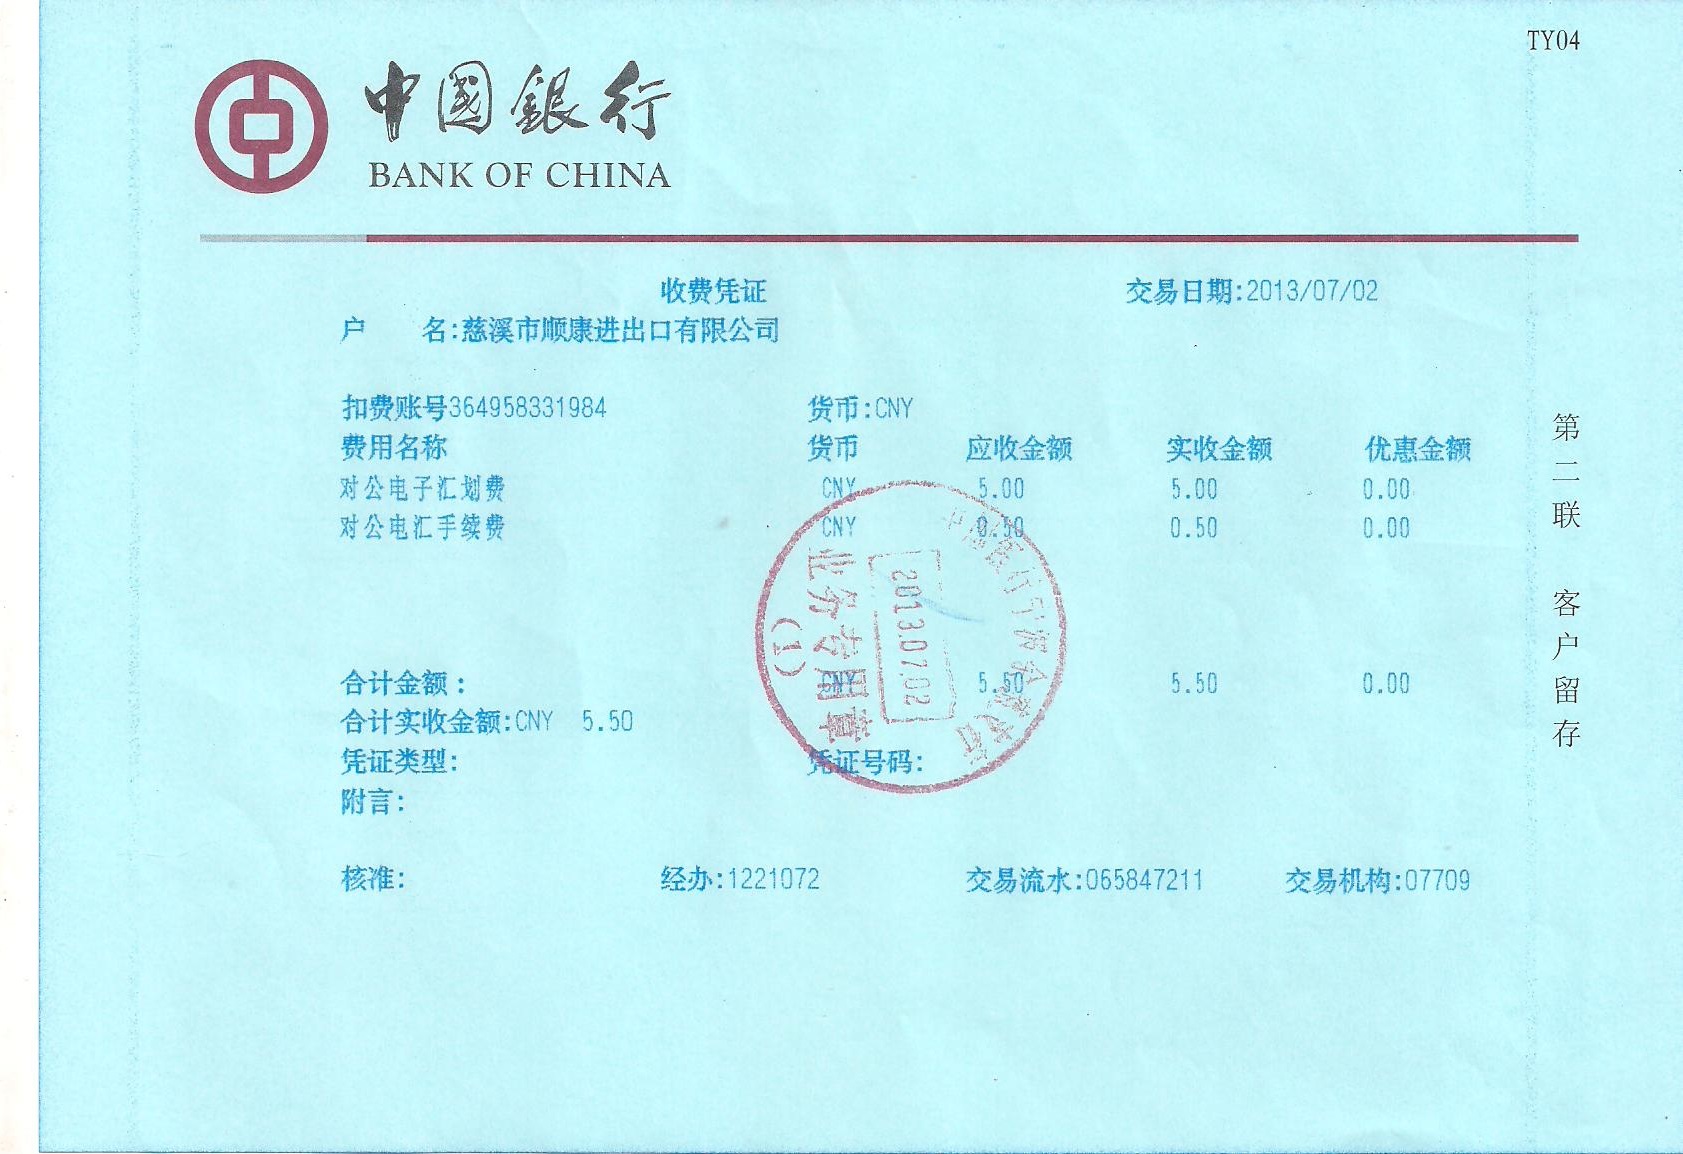 TY04
中國銀行
BANK OF CHINA
收费凭证 交易日期:2013/07/02
户 名:慈溪市顺康进出口有限公司
扣费账号364958331984 货币:CNY
费用名称 货币 应收金额 实收金额 优惠金额
对公电子汇划费 CNY 5.00 5.00 0.00
对公电汇手续费 CNY 0.50 0.50 0.00
合计金额: CNY 5.50 5.50 0.00
合计实收金额:CNY 5.50
凭证类型: 凭证号码:
附言:
核准: 经办:1221072 交易流水:065847211 交易机构:07709
第二联 客户留存
2013.07.02
业务专用章
(1)